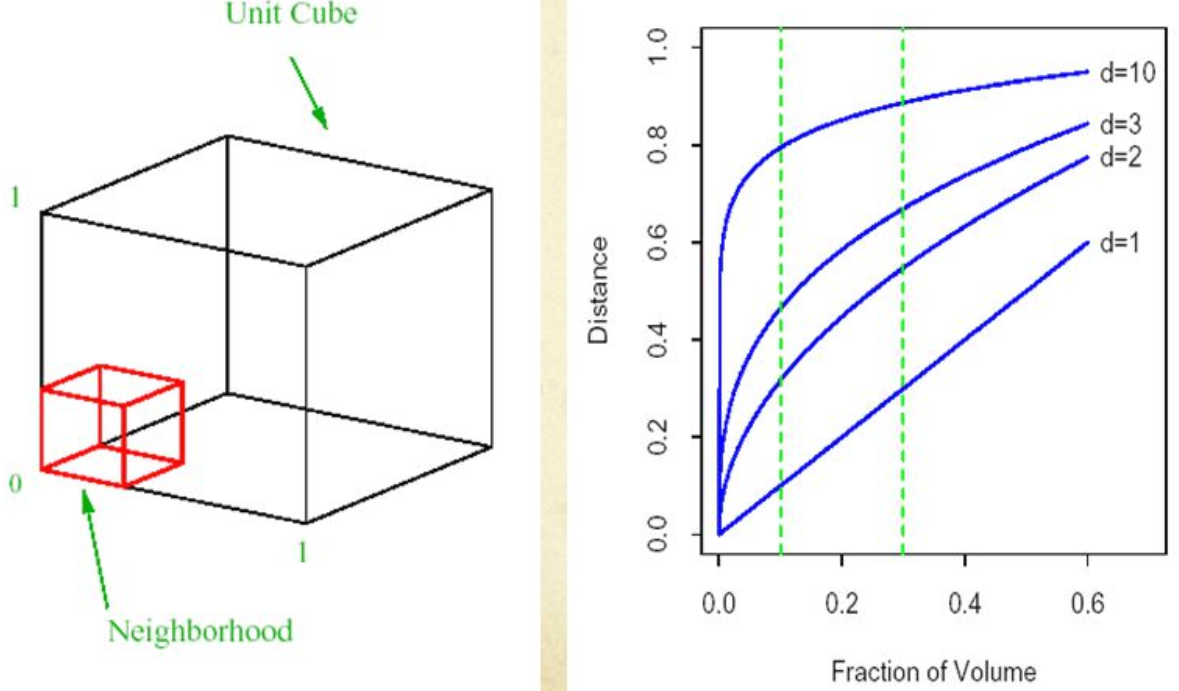 Unit Cube
1
0
1
Neighborhood
1.0
0.8
0.6
0.4
0.2
0.0
Distance
d=10
d=3
d=2
d=1
0.0 0.2 0.4 0.6
Fraction of Volume